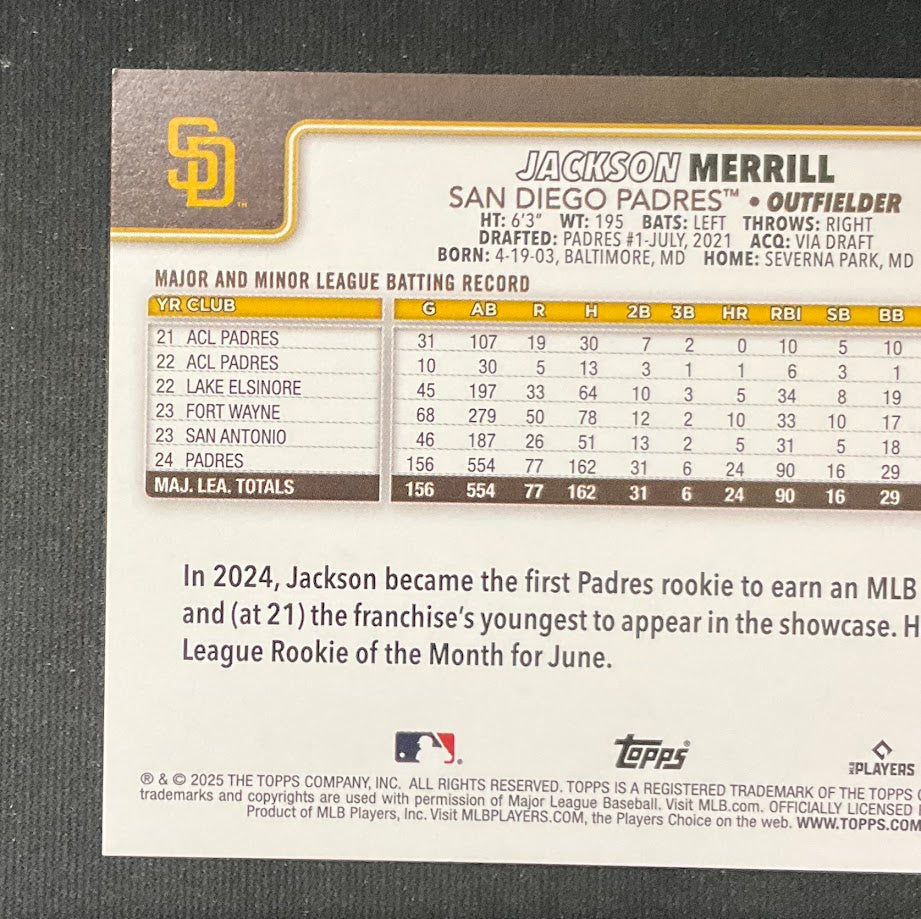 SD™
JACKSON MERRILL
SAN DIEGO PADRES™ • OUTFIELDER
HT: 6'3" WT: 195 BATS: LEFT THROWS: RIGHT
DRAFTED: PADRES #1-JULY, 2021 ACQ: VIA DRAFT
BORN: 4-19-03, BALTIMORE, MD HOME: SEVERNA PARK, MD
MAJOR AND MINOR LEAGUE BATTING RECORD
YR CLUB G AB R H 2B 3B HR RBI SB BB
21 ACL PADRES 31 107 19 30 7 2 0 10 5 10
22 ACL PADRES 10 30 5 13 3 1 1 6 3 1
22 LAKE ELSINORE 45 197 33 64 10 3 5 34 8 19
23 FORT WAYNE 68 279 50 78 12 2 10 33 10 17
23 SAN ANTONIO 46 187 26 51 13 2 5 31 5 18
24 PADRES 156 554 77 162 31 6 24 90 16 29
MAJ. LEA. TOTALS 156 554 77 162 31 6 24 90 16 29
In 2024, Jackson became the first Padres rookie to earn an MLB
and (at 21) the franchise's youngest to appear in the showcase. H
League Rookie of the Month for June.
Topps®
PLAYERS
® & © 2025 THE TOPPS COMPANY, INC. ALL RIGHTS RESERVED. TOPPS IS A REGISTERED TRADEMARK OF THE TOPPS
trademarks and copyrights are used with permission of Major League Baseball. Visit MLB.com. OFFICIALLY LICENSED
Product of MLB Players, Inc. Visit MLBPLAYERS.COM, the Players Choice on the web. WWW.TOPPS.COM